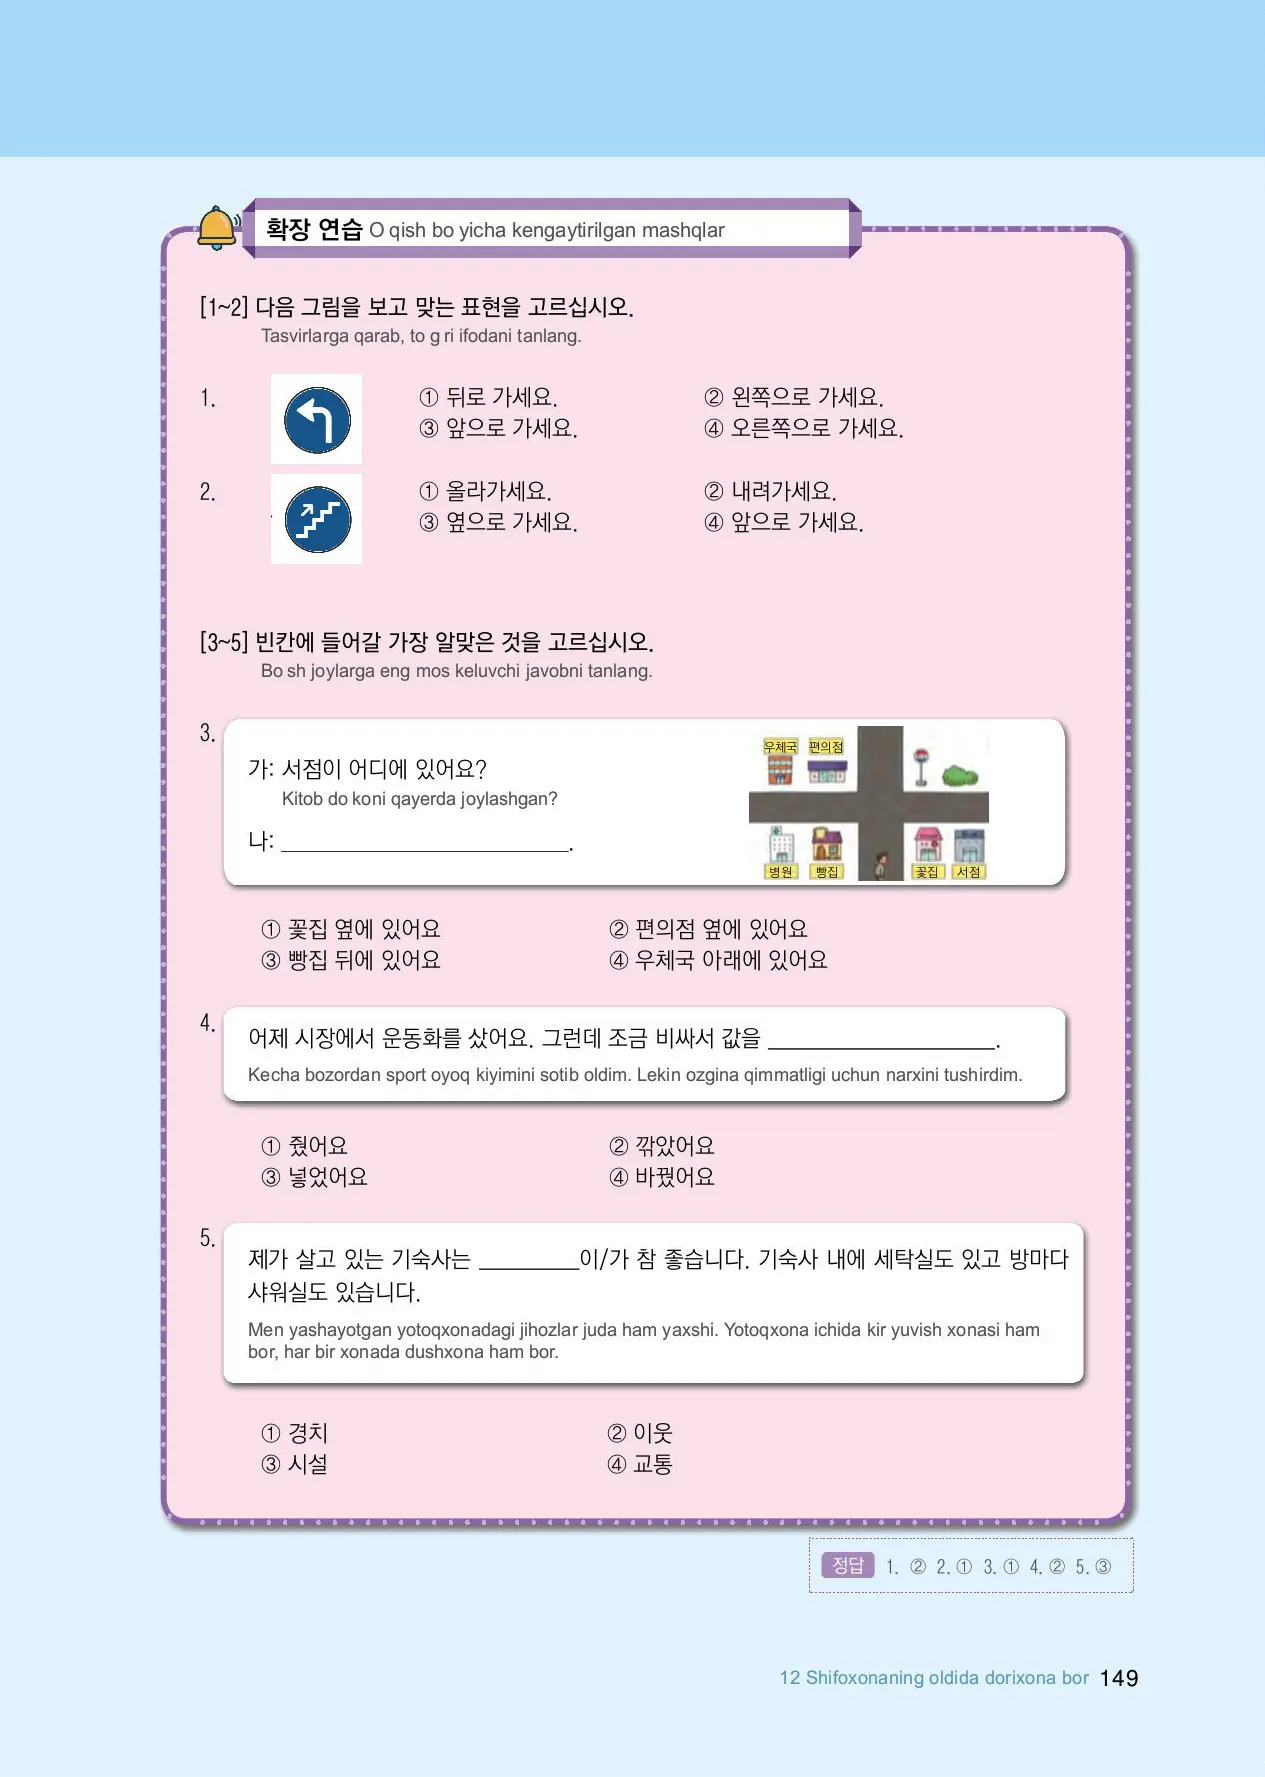 확장 연습 O qish bo yicha kengaytirilgan mashqlar
[1~2] 다음 그림을 보고 맞는 표현을 고르십시오.
Tasvirlarga qarab, to g ri ifodani tanlang.
1.
① 뒤로 가세요. ② 왼쪽으로 가세요.
③ 앞으로 가세요. ④ 오른쪽으로 가세요.
2.
① 올라가세요. ② 내려가세요.
③ 옆으로 가세요. ④ 앞으로 가세요.
[3~5] 빈칸에 들어갈 가장 알맞은 것을 고르십시오.
Bo sh joylarga eng mos keluvchi javobni tanlang.
3.
가: 서점이 어디에 있어요?
Kitob do koni qayerda joylashgan?
나: ____________________.
우체국 편의점
병원 빵집 꽃집 서점
① 꽃집 옆에 있어요 ② 편의점 옆에 있어요
③ 빵집 뒤에 있어요 ④ 우체국 아래에 있어요
4.
어제 시장에서 운동화를 샀어요. 그런데 조금 비싸서 값을 ____________________.
Kecha bozordan sport oyoq kiyimini sotib oldim. Lekin ozgina qimmatligi uchun narxini tushirdim.
① 줬어요 ② 깎았어요
③ 넣었어요 ④ 바꿨어요
5.
제가 살고 있는 기숙사는 _________이/가 참 좋습니다. 기숙사 내에 세탁실도 있고 방마다
샤워실도 있습니다.
Men yashayotgan yotoqxonadagi jihozlar juda ham yaxshi. Yotoqxona ichida kir yuvish xonasi ham
bor, har bir xonada dushxona ham bor.
① 경치 ② 이웃
③ 시설 ④ 교통
정답 1. ② 2. ① 3. ① 4. ② 5. ③
12 Shifoxonaning oldida dorixona bor 149